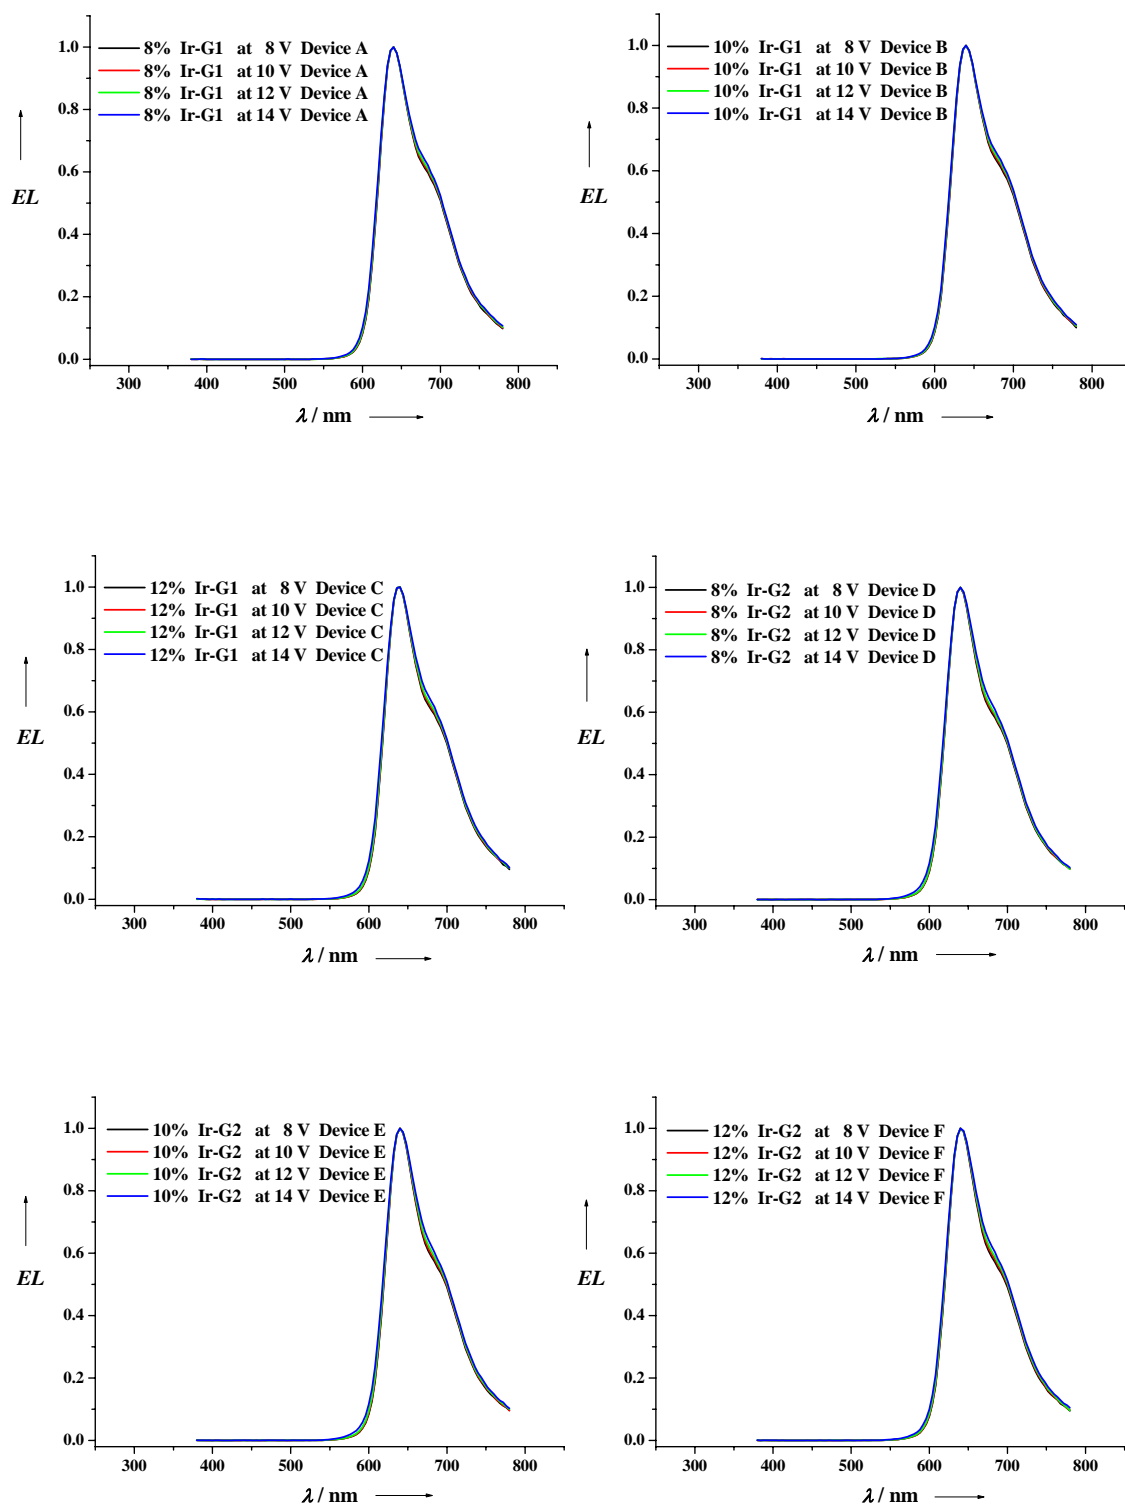 1.0
0.8
0.6
0.4
0.2
0.0
EL
8% Ir-G1 at 8 V Device A
8% Ir-G1 at 10 V Device A
8% Ir-G1 at 12 V Device A
8% Ir-G1 at 14 V Device A
300 400 500 600 700 800
λ / nm
1.0
0.8
0.6
0.4
0.2
0.0
EL
10% Ir-G1 at 8 V Device B
10% Ir-G1 at 10 V Device B
10% Ir-G1 at 12 V Device B
10% Ir-G1 at 14 V Device B
300 400 500 600 700 800
λ / nm
1.0
0.8
0.6
0.4
0.2
0.0
EL
12% Ir-G1 at 8 V Device C
12% Ir-G1 at 10 V Device C
12% Ir-G1 at 12 V Device C
12% Ir-G1 at 14 V Device C
300 400 500 600 700 800
λ / nm
1.0
0.8
0.6
0.4
0.2
0.0
EL
8% Ir-G2 at 8 V Device D
8% Ir-G2 at 10 V Device D
8% Ir-G2 at 12 V Device D
8% Ir-G2 at 14 V Device D
300 400 500 600 700 800
λ / nm
1.0
0.8
0.6
0.4
0.2
0.0
EL
10% Ir-G2 at 8 V Device E
10% Ir-G2 at 10 V Device E
10% Ir-G2 at 12 V Device E
10% Ir-G2 at 14 V Device E
300 400 500 600 700 800
λ / nm
1.0
0.8
0.6
0.4
0.2
0.0
EL
12% Ir-G2 at 8 V Device F
12% Ir-G2 at 10 V Device F
12% Ir-G2 at 12 V Device F
12% Ir-G2 at 14 V Device F
300 400 500 600 700 800
λ / nm